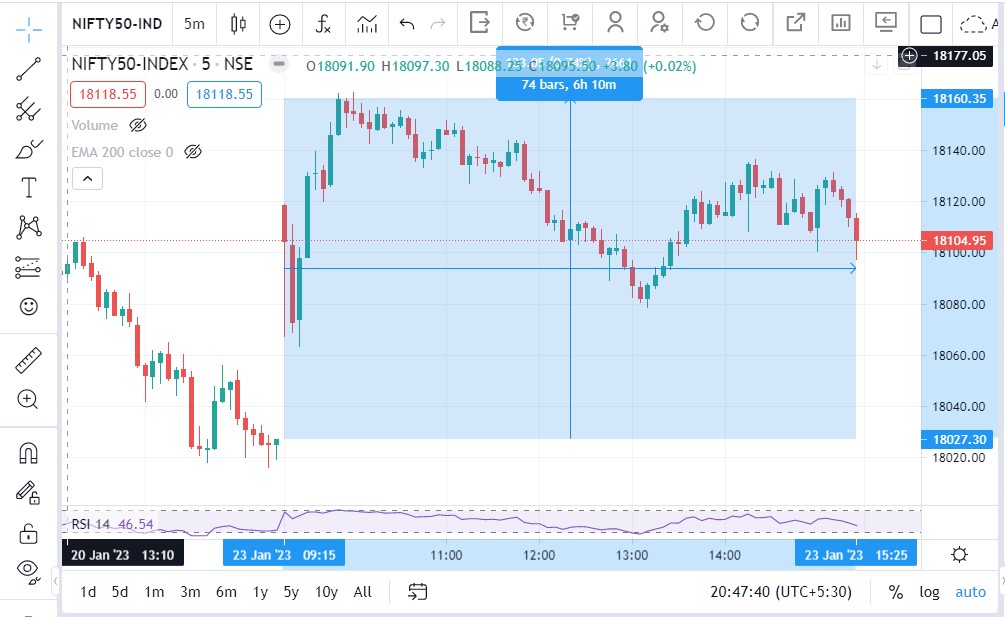 NIFTY50-IND 5m
NIFTY50-INDEX · 5 · NSE O18091.90 H18097.30 L18088.25 C18095.50 +3.80 (+0.02%)
74 bars, 6h 10m
18118.55 0.00 18118.55
Volume
EMA 200 close 0
18177.05
18160.35
18140.00
18120.00
18104.95
18100.00
18080.00
18060.00
18040.00
18027.30
18020.00
RSI 14 46.54
20 Jan '23 13:10 23 Jan '23 09:15 11:00 12:00 13:00 14:00 23 Jan '23 15:25
1d 5d 1m 3m 6m 1y 5y 10y All 20:47:40 (UTC+5:30) % log auto